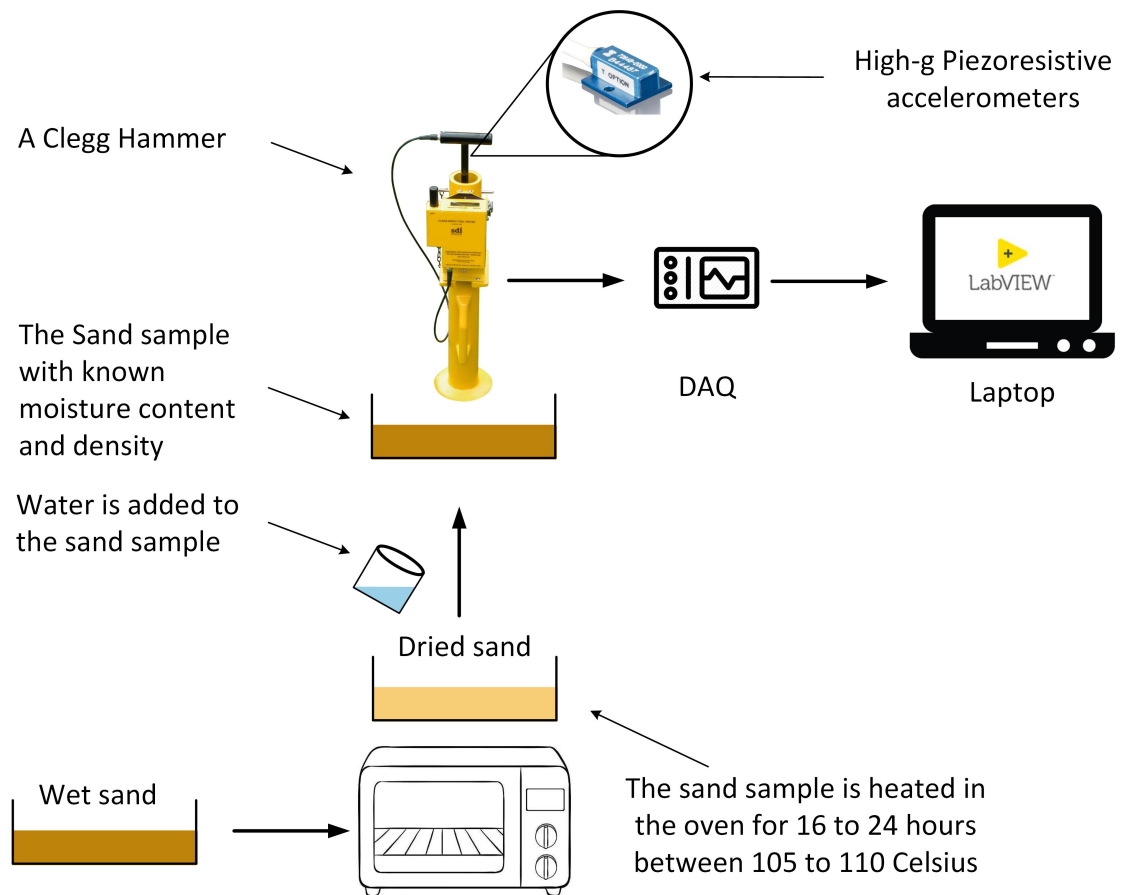 High-g Piezoresistive
accelerometers
T OPTION
A Clegg Hammer
sdi
LabVIEW
The Sand sample
with known
moisture content
and density
DAQ
Laptop
Water is added to
the sand sample
Dried sand
Wet sand
The sand sample is heated in
the oven for 16 to 24 hours
between 105 to 110 Celsius